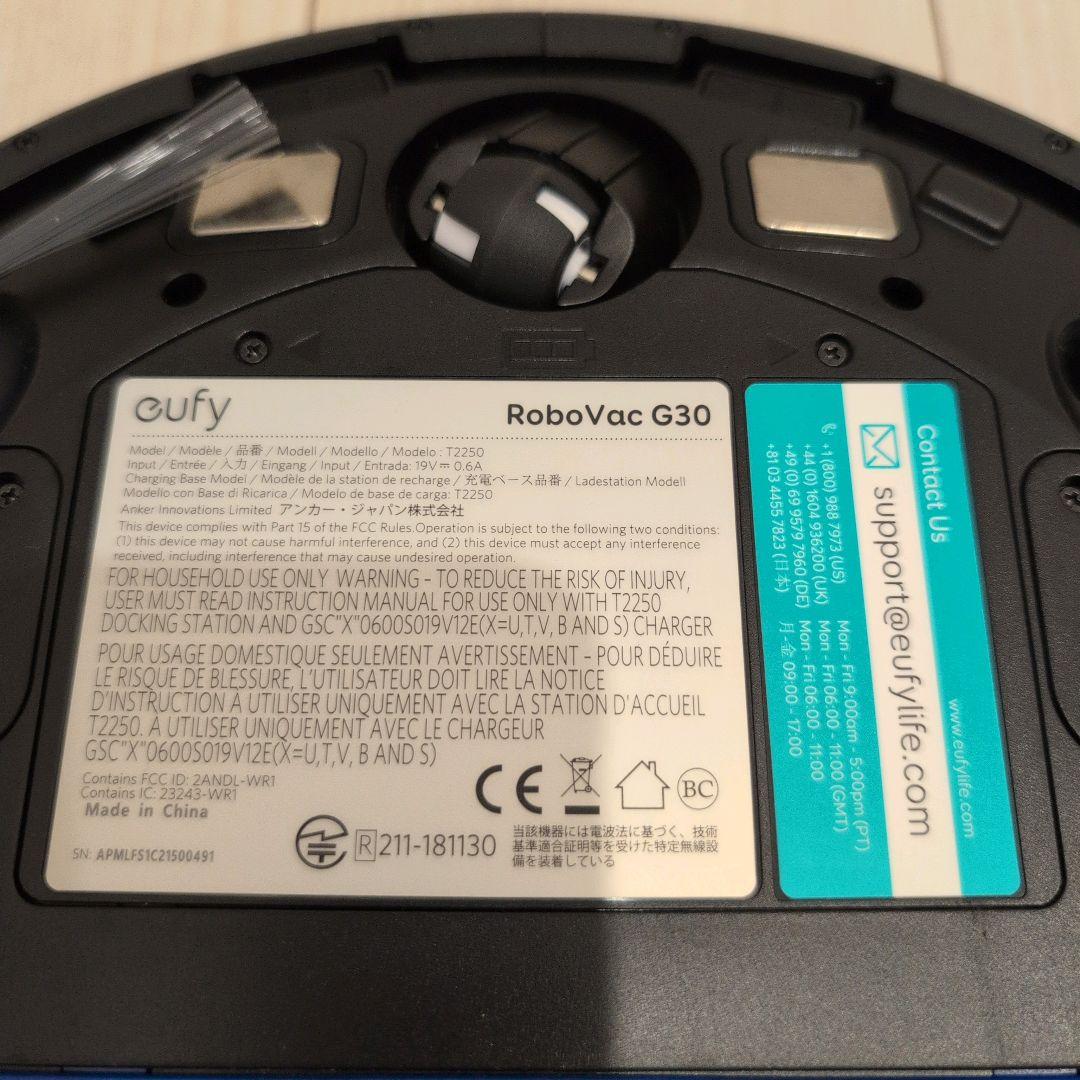 eufy
RoboVac G30
Model / Modèle / 品番 / Modell / Modello / Modelo : T2250
Input / Entrée / 入力 / Eingang / Input / Entrada: 19V⎓ 0.6A
Charging Base Model / Modèle de la station de recharge / 充電ベース品番 / Ladestation Modell
Modello con Base di Ricarica / Modelo de base de carga: T2250
Anker Innovations Limited アンカー・ジャパン株式会社
This device complies with Part 15 of the FCC Rules.Operation is subject to the following two conditions:
(1) this device may not cause harmful interference, and (2) this device must accept any interference
received, including interference that may cause undesired operation.
FOR HOUSEHOLD USE ONLY WARNING – TO REDUCE THE RISK OF INJURY,
USER MUST READ INSTRUCTION MANUAL FOR USE ONLY WITH T2250
DOCKING STATION AND GSC"X"0600S019V12E(X=U,T,V, B AND S) CHARGER
POUR USAGE DOMESTIQUE SEULEMENT AVERTISSEMENT – POUR DÉDUIRE
LE RISQUE DE BLESSURE, L'UTILISATEUR DOIT LIRE LA NOTICE
D'INSTRUCTION À UTILISER UNIQUEMENT AVEC LA STATION D'ACCUEIL
T2250. À UTILISER UNIQUEMENT AVEC LE CHARGEUR
GSC"X"0600S019V12E(X=U,T,V, B AND S)
Contains FCC ID: 2ANDL-WR1
Contains IC: 23243-WR1
Made in China
CE
BC
SN: APMLFS1C21500491
R 211-181130
当該機器には電波法に基づく、技術
基準適合証明等を受けた特定無線設
備を装着している
Contact Us
support@eufylife.com
www.eufylife.com
+1 (800) 988 7973 (US) Mon - Fri 9:00am - 5:00pm (PT)
+44 (0) 1604 936200 (UK) Mon - Fri 06:00 - 11:00 (GMT)
+49 (0) 69 9579 7960 (DE) Mon - Fri 06:00 - 11:00
+81 03 4455 7823 (日本) 月-金 09:00 - 17:00